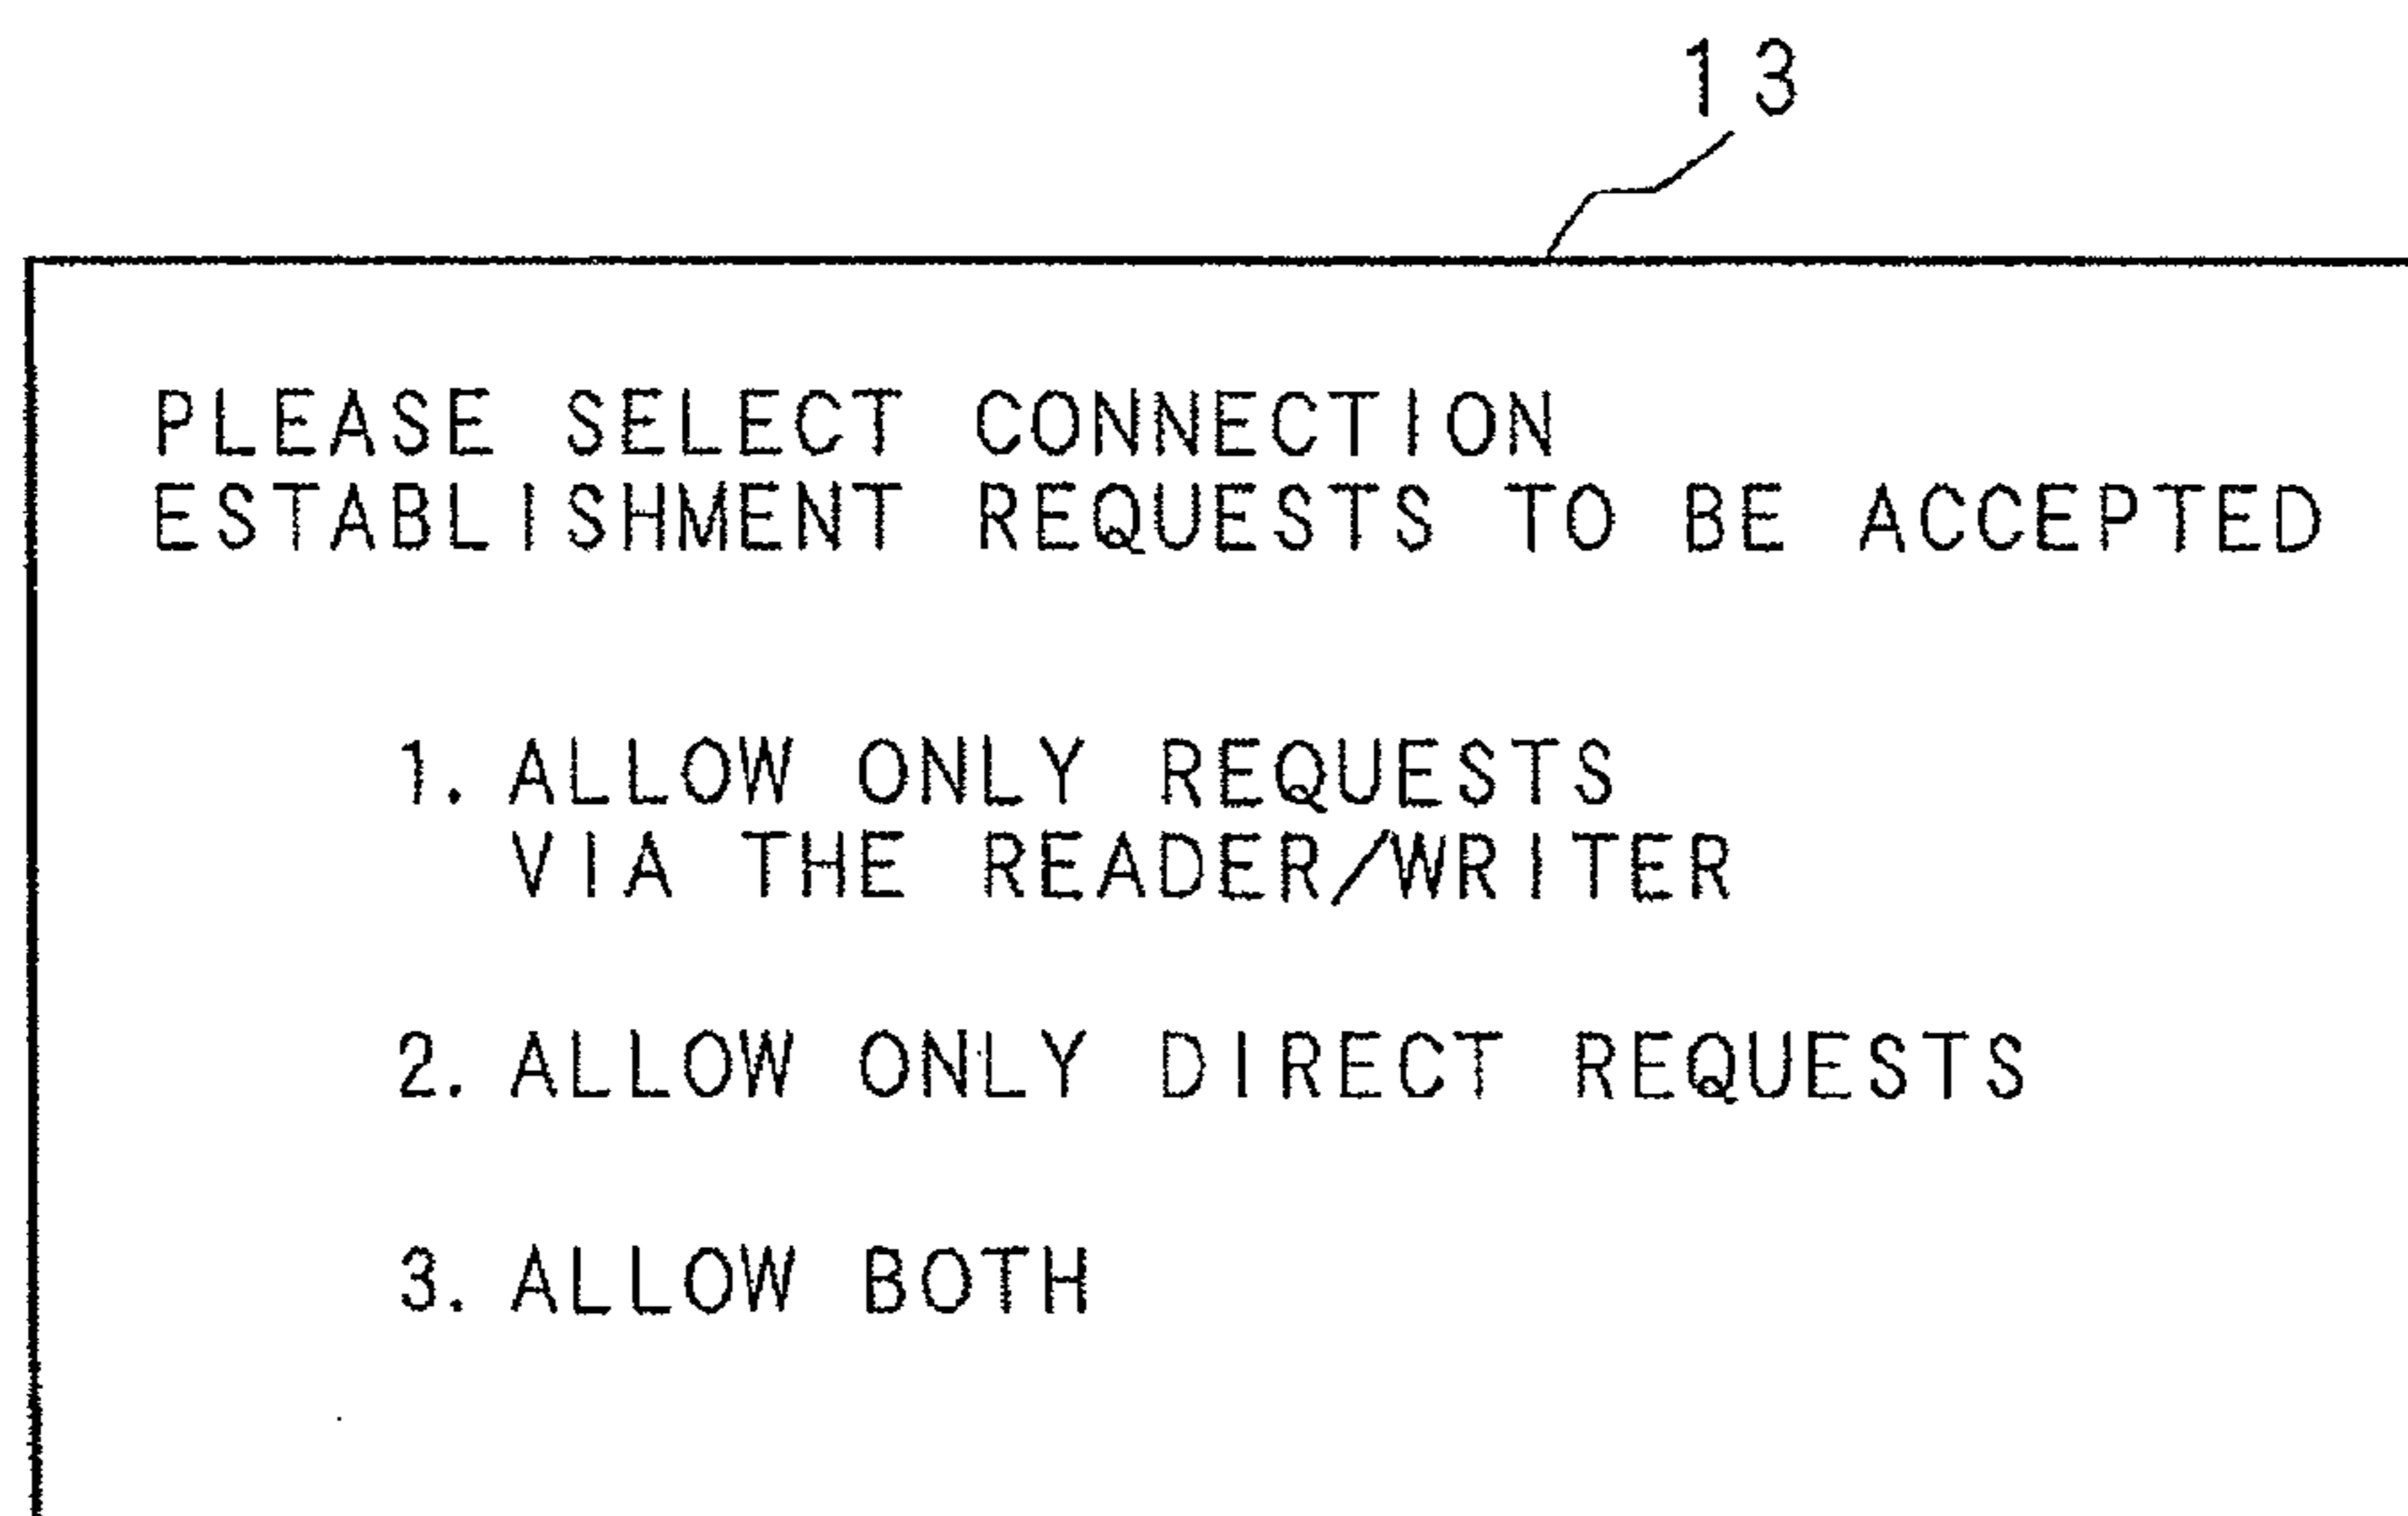 13
PLEASE SELECT CONNECTION
ESTABLISHMENT REQUESTS TO BE ACCEPTED
1. ALLOW ONLY REQUESTS
VIA THE READER/WRITER
2. ALLOW ONLY DIRECT REQUESTS
3. ALLOW BOTH